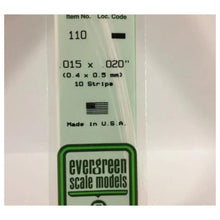 Item No. Loc. Code
110
.015 x .020"
(0.4 x 0.5 mm)
10 Strips
Made in U.S.A.
evergreen
scale models